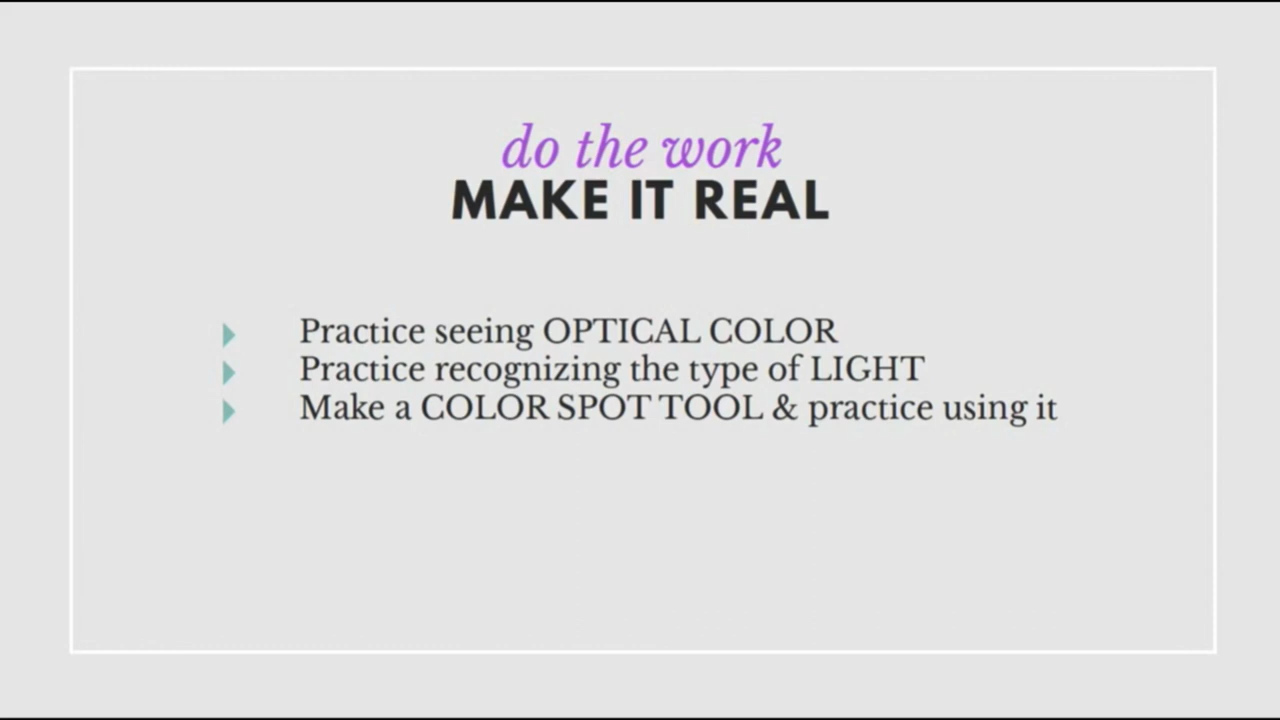 do the work
MAKE IT REAL
Practice seeing OPTICAL COLOR
Practice recognizing the type of LIGHT
Make a COLOR SPOT TOOL & practice using it